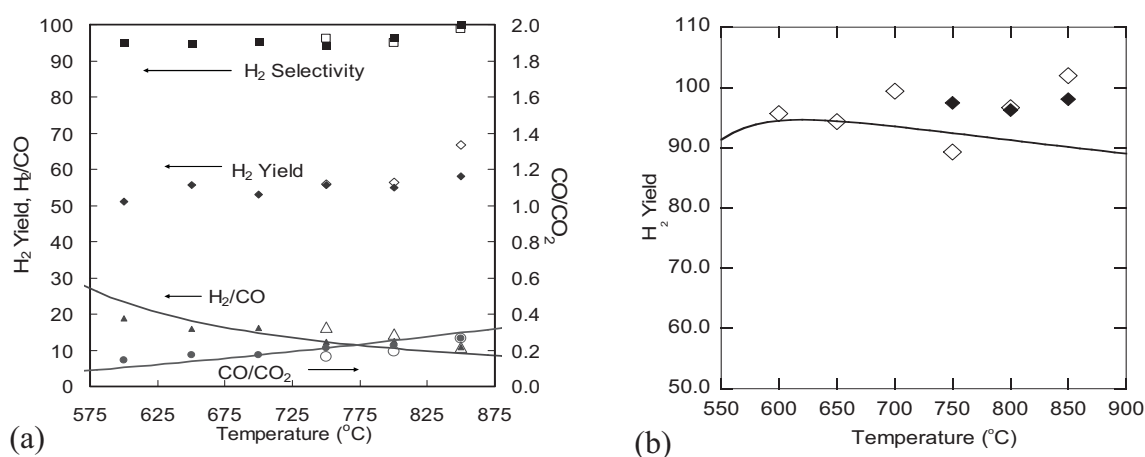 100
90
80
70
60
50
40
30
20
10
0
H₂ Yield, H₂/CO
2.0
1.8
1.6
1.4
1.2
1.0
0.8
0.6
0.4
0.2
0.0
CO/CO₂
H₂ Selectivity
H₂ Yield
H₂/CO
CO/CO₂
575 625 675 725 775 825 875
Temperature (°C)
(a)
110
100
90.0
80.0
70.0
60.0
50.0
H₂ Yield
550 600 650 700 750 800 850 900
Temperature (°C)
(b)